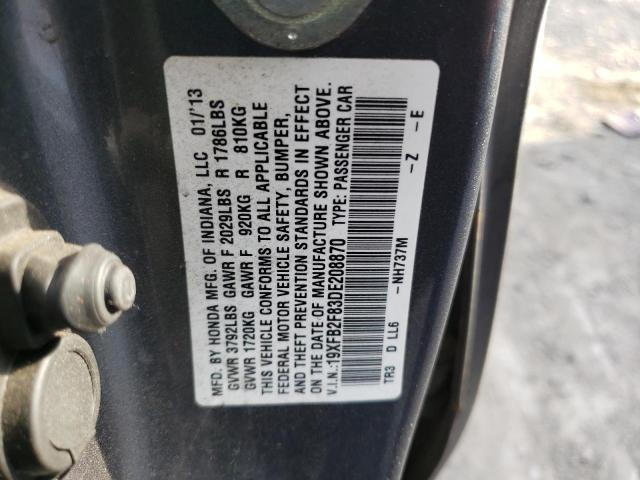 MFD. BY HONDA MFG. OF INDIANA, LLC 01/'13
GVWR 3792LBS GAWR F 2029LBS R 1786LBS
GVWR 1720KG GAWR F 920KG R 810KG
THIS VEHICLE CONFORMS TO ALL APPLICABLE
FEDERAL MOTOR VEHICLE SAFETY, BUMPER,
AND THEFT PREVENTION STANDARDS IN EFFECT
ON THE DATE OF MANUFACTURE SHOWN ABOVE.
V.I.N.:19XFB2F83DE208870 TYPE: PASSENGER CAR
TR3 D LL6 -NH737M -Z -E